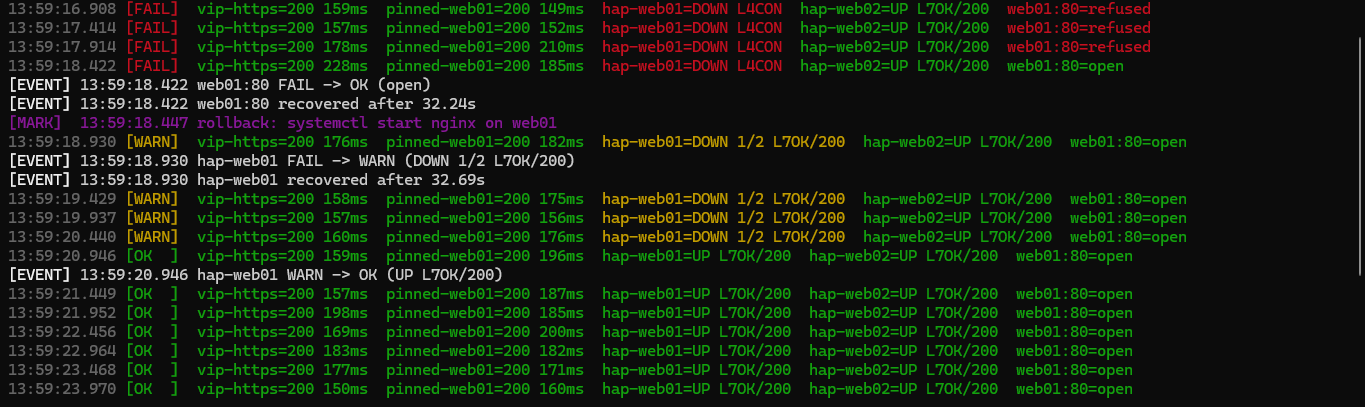 13:59:16.908 [FAIL]  vip-https=200 159ms  pinned-web01=200 149ms  hap-web01=DOWN L4CON  hap-web02=UP L7OK/200  web01:80=refused
13:59:17.414 [FAIL]  vip-https=200 157ms  pinned-web01=200 152ms  hap-web01=DOWN L4CON  hap-web02=UP L7OK/200  web01:80=refused
13:59:17.914 [FAIL]  vip-https=200 178ms  pinned-web01=200 210ms  hap-web01=DOWN L4CON  hap-web02=UP L7OK/200  web01:80=refused
13:59:18.422 [FAIL]  vip-https=200 228ms  pinned-web01=200 185ms  hap-web01=DOWN L4CON  hap-web02=UP L7OK/200  web01:80=open
[EVENT] 13:59:18.422 web01:80 FAIL -> OK (open)
[EVENT] 13:59:18.422 web01:80 recovered after 32.24s
[MARK]  13:59:18.447 rollback: systemctl start nginx on web01
13:59:18.930 [WARN]  vip-https=200 176ms  pinned-web01=200 182ms  hap-web01=DOWN 1/2 L7OK/200  hap-web02=UP L7OK/200  web01:80=open
[EVENT] 13:59:18.930 hap-web01 FAIL -> WARN (DOWN 1/2 L7OK/200)
[EVENT] 13:59:18.930 hap-web01 recovered after 32.69s
13:59:19.429 [WARN]  vip-https=200 158ms  pinned-web01=200 175ms  hap-web01=DOWN 1/2 L7OK/200  hap-web02=UP L7OK/200  web01:80=open
13:59:19.937 [WARN]  vip-https=200 157ms  pinned-web01=200 156ms  hap-web01=DOWN 1/2 L7OK/200  hap-web02=UP L7OK/200  web01:80=open
13:59:20.440 [WARN]  vip-https=200 160ms  pinned-web01=200 176ms  hap-web01=DOWN 1/2 L7OK/200  hap-web02=UP L7OK/200  web01:80=open
13:59:20.946 [OK  ]  vip-https=200 159ms  pinned-web01=200 196ms  hap-web01=UP L7OK/200  hap-web02=UP L7OK/200  web01:80=open
[EVENT] 13:59:20.946 hap-web01 WARN -> OK (UP L7OK/200)
13:59:21.449 [OK  ]  vip-https=200 157ms  pinned-web01=200 187ms  hap-web01=UP L7OK/200  hap-web02=UP L7OK/200  web01:80=open
13:59:21.952 [OK  ]  vip-https=200 198ms  pinned-web01=200 185ms  hap-web01=UP L7OK/200  hap-web02=UP L7OK/200  web01:80=open
13:59:22.456 [OK  ]  vip-https=200 169ms  pinned-web01=200 200ms  hap-web01=UP L7OK/200  hap-web02=UP L7OK/200  web01:80=open
13:59:22.964 [OK  ]  vip-https=200 183ms  pinned-web01=200 182ms  hap-web01=UP L7OK/200  hap-web02=UP L7OK/200  web01:80=open
13:59:23.468 [OK  ]  vip-https=200 177ms  pinned-web01=200 171ms  hap-web01=UP L7OK/200  hap-web02=UP L7OK/200  web01:80=open
13:59:23.970 [OK  ]  vip-https=200 150ms  pinned-web01=200 160ms  hap-web01=UP L7OK/200  hap-web02=UP L7OK/200  web01:80=open